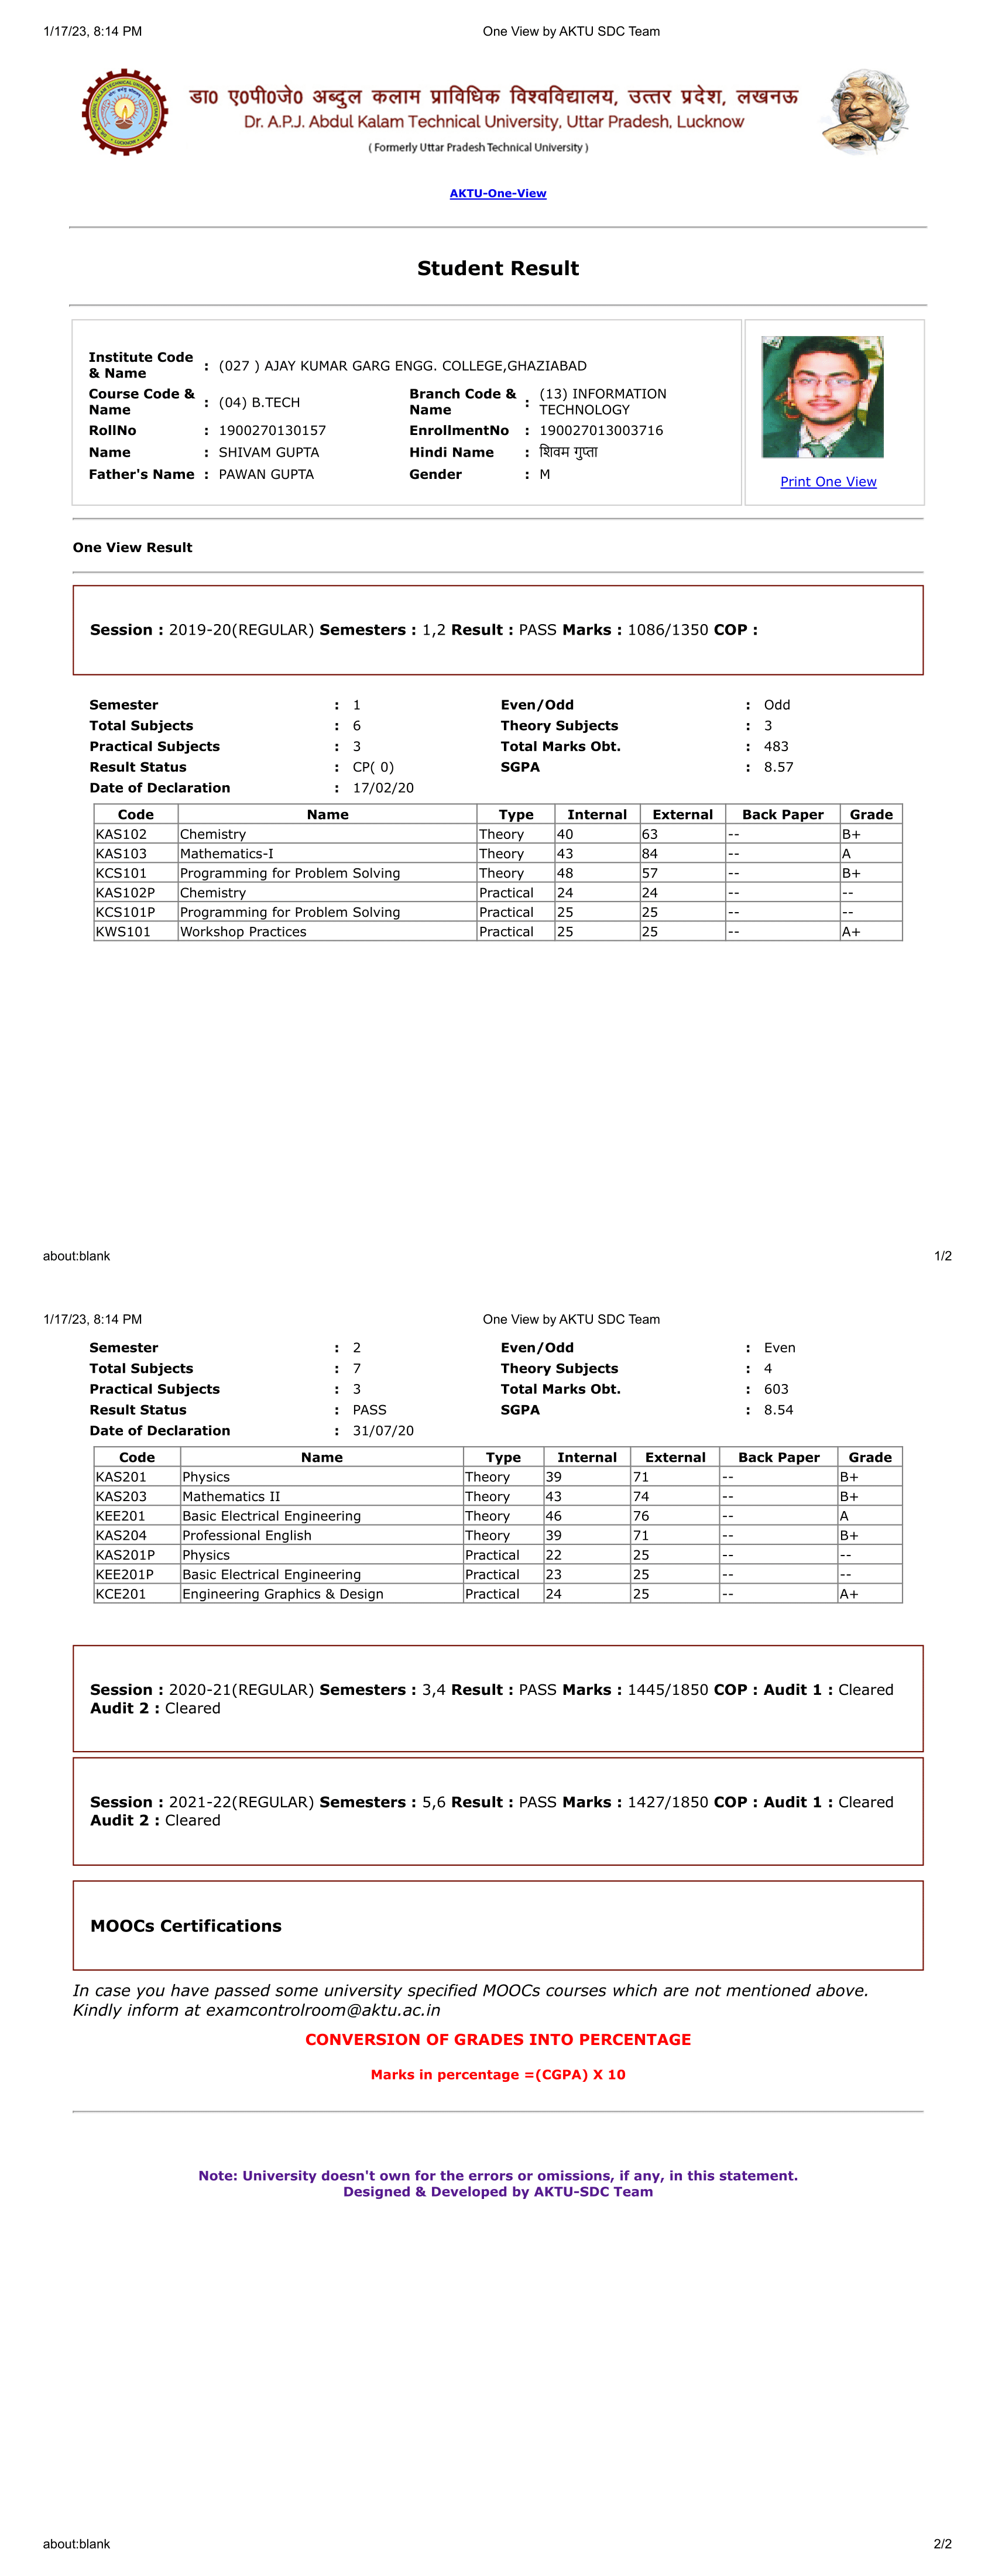 1/17/23, 8:14 PM One View by AKTU SDC Team
डा0 ए0पी0जे0 अब्दुल कलाम प्राविधिक विश्वविद्यालय, उत्तर प्रदेश, लखनऊ
Dr. A.P.J. Abdul Kalam Technical University, Uttar Pradesh, Lucknow
( Formerly Uttar Pradesh Technical University )
AKTU-One-View
Student Result
Institute Code & Name : (027 ) AJAY KUMAR GARG ENGG. COLLEGE,GHAZIABAD
Course Code & Name : (04) B.TECH Branch Code & Name : (13) INFORMATION TECHNOLOGY
RollNo : 1900270130157 EnrollmentNo : 190027013003716
Name : SHIVAM GUPTA Hindi Name : शिवम गुप्ता
Father's Name : PAWAN GUPTA Gender : M
Print One View
One View Result
Session : 2019-20(REGULAR) Semesters : 1,2 Result : PASS Marks : 1086/1350 COP :
Semester : 1 Even/Odd : Odd
Total Subjects : 6 Theory Subjects : 3
Practical Subjects : 3 Total Marks Obt. : 483
Result Status : CP( 0) SGPA : 8.57
Date of Declaration : 17/02/20
Code Name Type Internal External Back Paper Grade
KAS102 Chemistry Theory 40 63 -- B+
KAS103 Mathematics-I Theory 43 84 -- A
KCS101 Programming for Problem Solving Theory 48 57 -- B+
KAS102P Chemistry Practical 24 24 -- --
KCS101P Programming for Problem Solving Practical 25 25 -- --
KWS101 Workshop Practices Practical 25 25 -- A+
about:blank 1/2
1/17/23, 8:14 PM One View by AKTU SDC Team
Semester : 2 Even/Odd : Even
Total Subjects : 7 Theory Subjects : 4
Practical Subjects : 3 Total Marks Obt. : 603
Result Status : PASS SGPA : 8.54
Date of Declaration : 31/07/20
Code Name Type Internal External Back Paper Grade
KAS201 Physics Theory 39 71 -- B+
KAS203 Mathematics II Theory 43 74 -- B+
KEE201 Basic Electrical Engineering Theory 46 76 -- A
KAS204 Professional English Theory 39 71 -- B+
KAS201P Physics Practical 22 25 -- --
KEE201P Basic Electrical Engineering Practical 23 25 -- --
KCE201 Engineering Graphics & Design Practical 24 25 -- A+
Session : 2020-21(REGULAR) Semesters : 3,4 Result : PASS Marks : 1445/1850 COP : Audit 1 : Cleared
Audit 2 : Cleared
Session : 2021-22(REGULAR) Semesters : 5,6 Result : PASS Marks : 1427/1850 COP : Audit 1 : Cleared
Audit 2 : Cleared
MOOCs Certifications
In case you have passed some university specified MOOCs courses which are not mentioned above.
Kindly inform at examcontrolroom@aktu.ac.in
CONVERSION OF GRADES INTO PERCENTAGE
Marks in percentage =(CGPA) X 10
Note: University doesn't own for the errors or omissions, if any, in this statement.
Designed & Developed by AKTU-SDC Team
about:blank 2/2